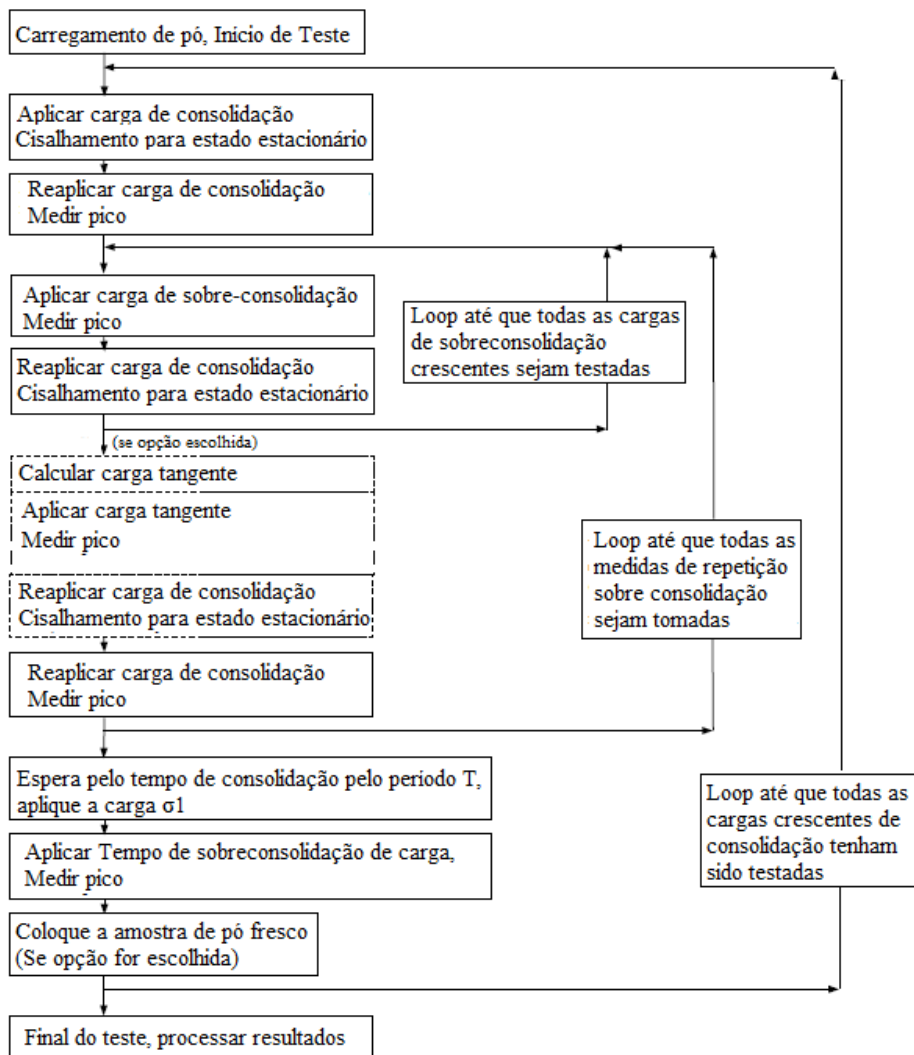 Carregamento de pó, Início de Teste
Aplicar carga de consolidação
Cisalhamento para estado estacionário
Reaplicar carga de consolidação
Medir pico
Aplicar carga de sobre-consolidação
Medir pico
Reaplicar carga de consolidação
Cisalhamento para estado estacionário
Loop até que todas as cargas
de sobreconsolidação
crescentes sejam testadas
(se opção escolhida)
Calcular carga tangente
Aplicar carga tangente
Medir pico
Reaplicar carga de consolidação
Cisalhamento para estado estacionário
Loop até que todas as
medidas de repetição
sobre consolidação
sejam tomadas
Reaplicar carga de consolidação
Medir pico
Espera pelo tempo de consolidação pelo periodo T,
aplique a carga σ1
Aplicar Tempo de sobreconsolidação de carga,
Medir pico
Loop até que todas as
cargas crescentes de
consolidação tenham
sido testadas
Coloque a amostra de pó fresco
(Se opção for escolhida)
Final do teste, processar resultados